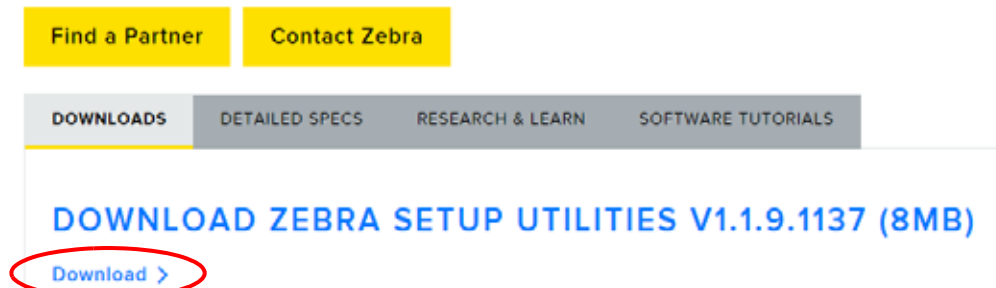 Find a Partner Contact Zebra
DOWNLOADS DETAILED SPECS RESEARCH & LEARN SOFTWARE TUTORIALS
DOWNLOAD ZEBRA SETUP UTILITIES V1.1.9.1137 (8MB)
Download >